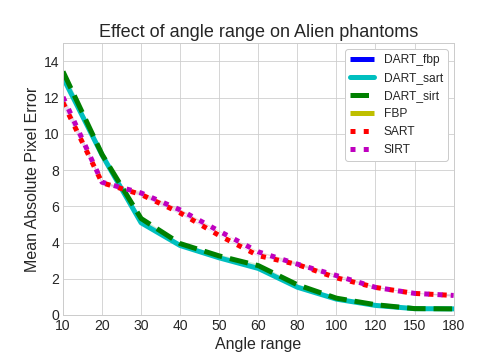 Effect of angle range on Alien phantoms
Mean Absolute Pixel Error
14
12
10
8
6
4
2
0
DART_fbp
DART_sart
DART_sirt
FBP
SART
SIRT
10 20 30 40 50 60 80 100 120 150 180
Angle range